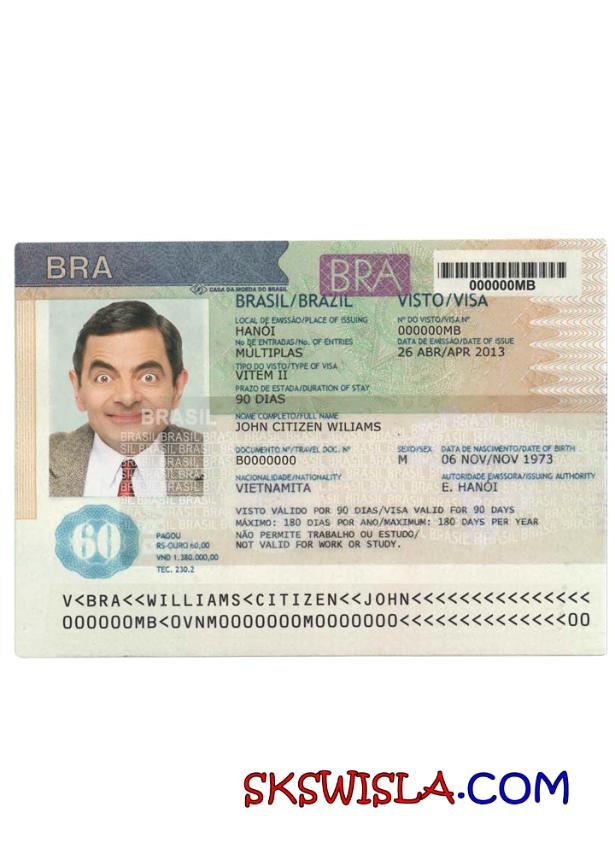 BRA
BRA
000000MB
CASA DA MOEDA DO BRASIL
BRASIL/BRAZIL VISTO/VISA
LOCAL DE EMISSÃO/PLACE OF ISSUING Nº DO VISTO/VISA Nº
HANÓI 000000MB
Nº DE ENTRADAS/No. OF ENTRIES DATA DE EMISSÃO/DATE OF ISSUE
MÚLTIPLAS 26 ABR/APR 2013
TIPO DO VISTO/TYPE OF VISA
VITEM II
PRAZO DE ESTADA/DURATION OF STAY
90 DIAS
NOME COMPLETO/FULL NAME
JOHN CITIZEN WILIAMS
DOCUMENTO Nº/TRAVEL DOC. Nº SEXO/SEX DATA DE NASCIMENTO/DATE OF BIRTH
B0000000 M 06 NOV/NOV 1973
NACIONALIDADE/NATIONALITY AUTORIDADE EMISSORA/ISSUING AUTHORITY
VIETNAMITA E. HANÓI
BRASIL
VISTO VÁLIDO POR 90 DIAS/VISA VALID FOR 90 DAYS
MÁXIMO: 180 DIAS POR ANO/MAXIMUM: 180 DAYS PER YEAR
NÃO PERMITE TRABALHO OU ESTUDO/
NOT VALID FOR WORK OR STUDY.
60
PAGOU
R$-OURO 60,00
VND 1.380.000,00
TEC. 230.2
V<BRA<<WILLIAMS<CITIZEN<<JOHN<<<<<<<<<<<<<<<
000000MB<0VNM0000000M0000000<<<<<<<<<<<<<<00
SKSWISLA.COM